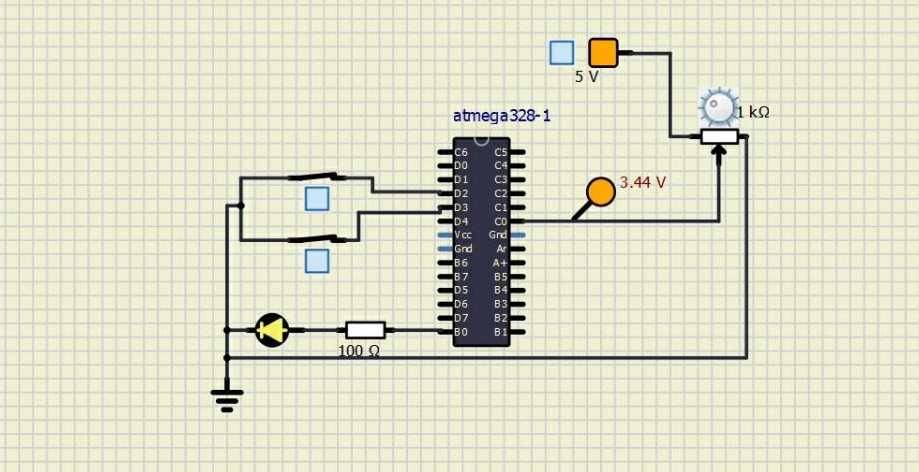 5 V
1 kΩ
atmega328-1
3.44 V
C6 C5
D0 C4
D1 C3
D2 C2
D3 C1
D4 C0
Vcc Gnd
Gnd Ar
B6 A+
B7 B5
D5 B4
D6 B3
D7 B2
B0 B1
100 Ω